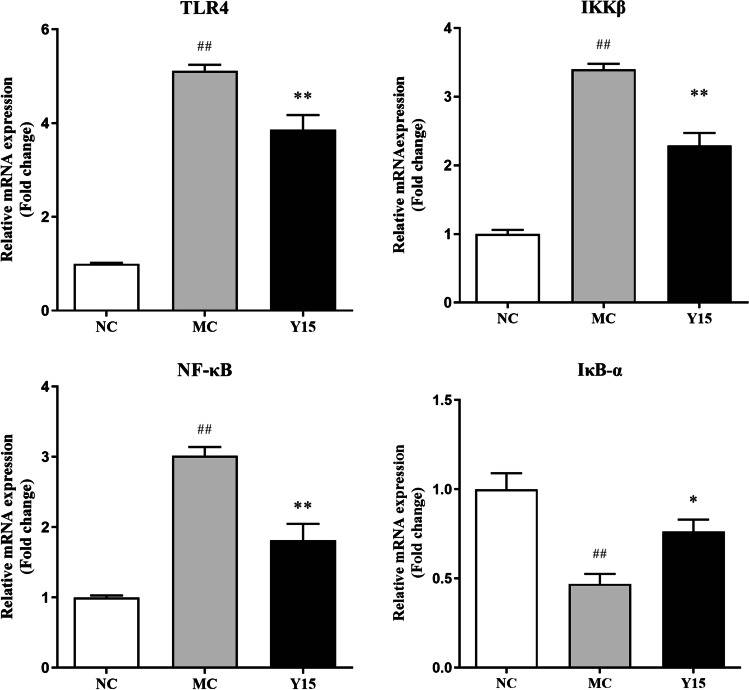 TLR4
Relative mRNA expression
(Fold change)
6
4
2
0
##
**
NC
MC
Y15
IKKβ
Relative mRNAexpression
(Fold change)
4
3
2
1
0
##
**
NC
MC
Y15
NF-κB
Relative mRNA expression
(Fold change)
4
3
2
1
0
##
**
NC
MC
Y15
IκB-α
Relative mRNA expression
(Fold change)
1.5
1.0
0.5
0.0
##
*
NC
MC
Y15